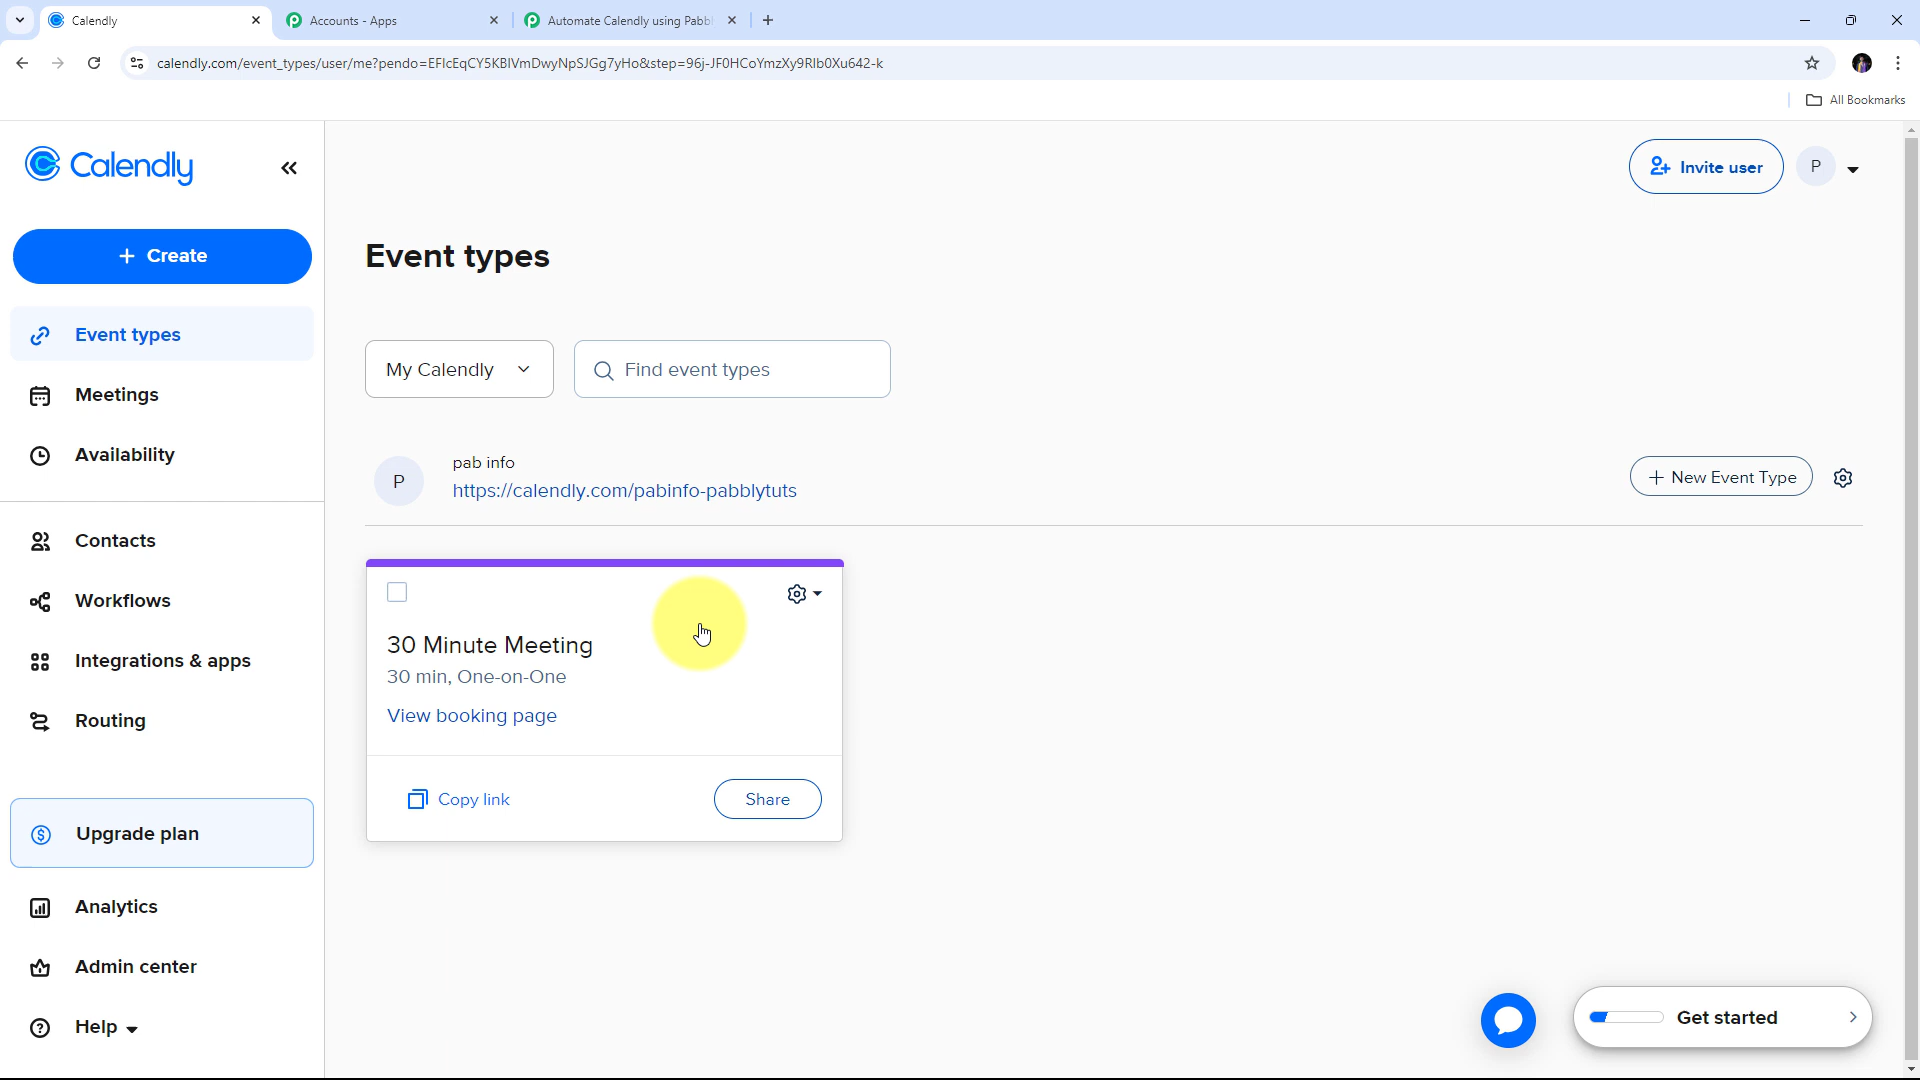 Calendly
Accounts - Apps
Automate Calendly using Pabbl
calendly.com/event_types/user/me?pendo=EFIcEqCY5KBIVmDwyNpSJGg7yHo&step=96j-JF0HCoYmzXy9RIb0Xu642-k
All Bookmarks
Calendly
Invite user
P
+ Create
Event types
Event types
Meetings
My Calendly
Find event types
Availability
P
pab info
https://calendly.com/pabinfo-pabblytuts
+ New Event Type
Contacts
Workflows
30 Minute Meeting
30 min, One-on-One
View booking page
Integrations & apps
Routing
Copy link
Share
Upgrade plan
Analytics
Admin center
Help
Get started